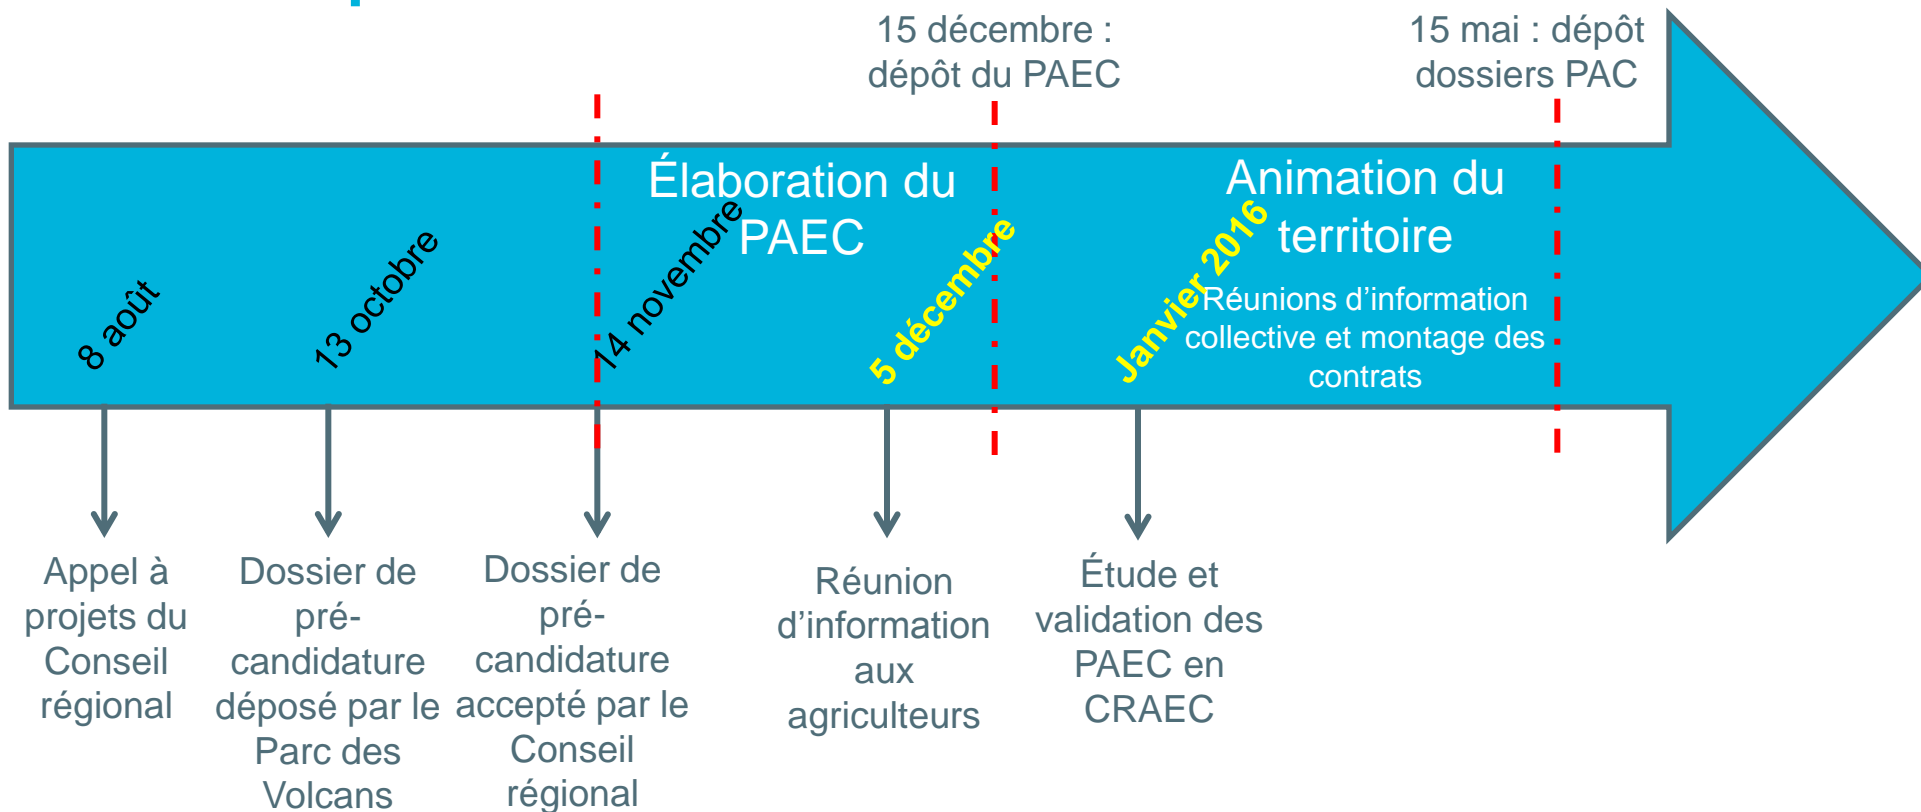 15 décembre :
dépôt du PAEC
15 mai : dépôt
dossiers PAC
Élaboration du
PAEC
Animation du
territoire
Réunions d’information
collective et montage des
contrats
8 août
13 octobre
14 novembre
5 décembre
Janvier 2016
Appel à
projets du
Conseil
régional
Dossier de
pré-
candidature
déposé par le
Parc des
Volcans
Dossier de
pré-
candidature
accepté par le
Conseil
régional
Réunion
d’information
aux
agriculteurs
Étude et
validation des
PAEC en
CRAEC